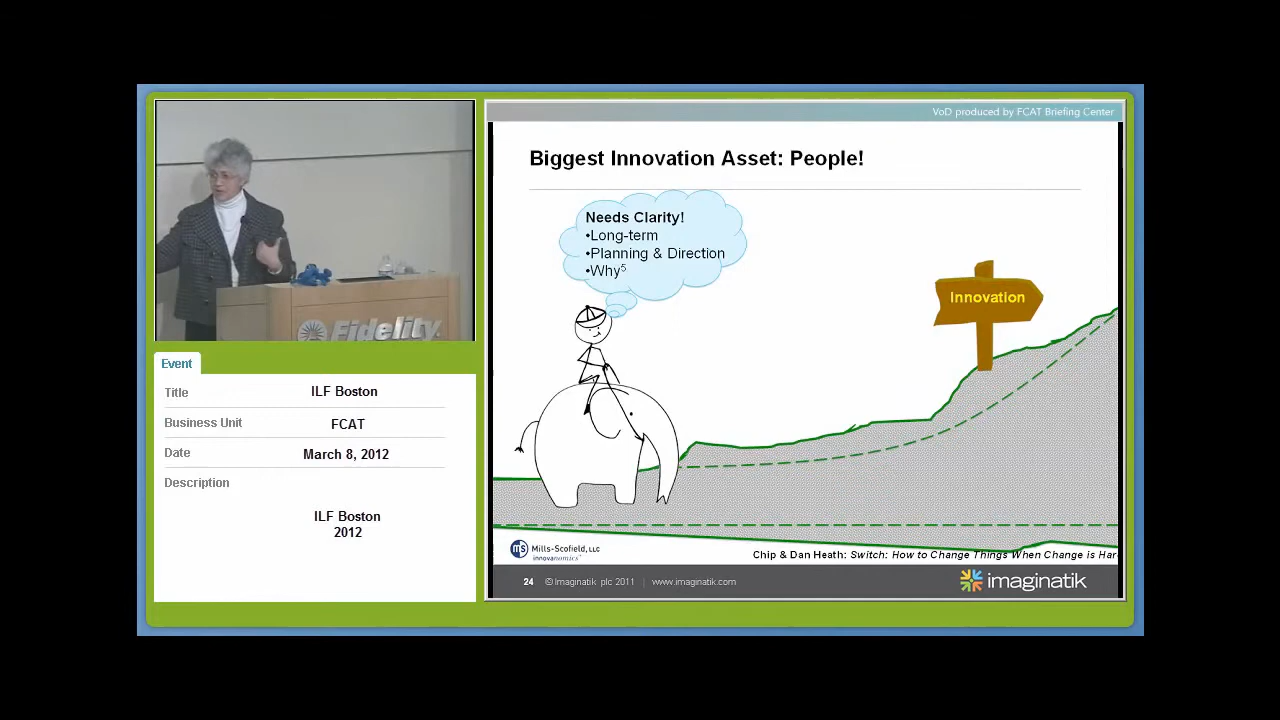 VoD produced by FCAT Briefing Center
Biggest Innovation Asset: People!
Needs Clarity!
•Long-term
•Planning & Direction
•Why5
Innovation
Fidelity
Event
Title ILF Boston
Business Unit FCAT
Date March 8, 2012
Description
ILF Boston
2012
MS Mills-Scofield, LLC
innovanomics™
Chip & Dan Heath: Switch: How to Change Things When Change is Har
24 © Imaginatik plc 2011 | www.imaginatik.com
imaginatik